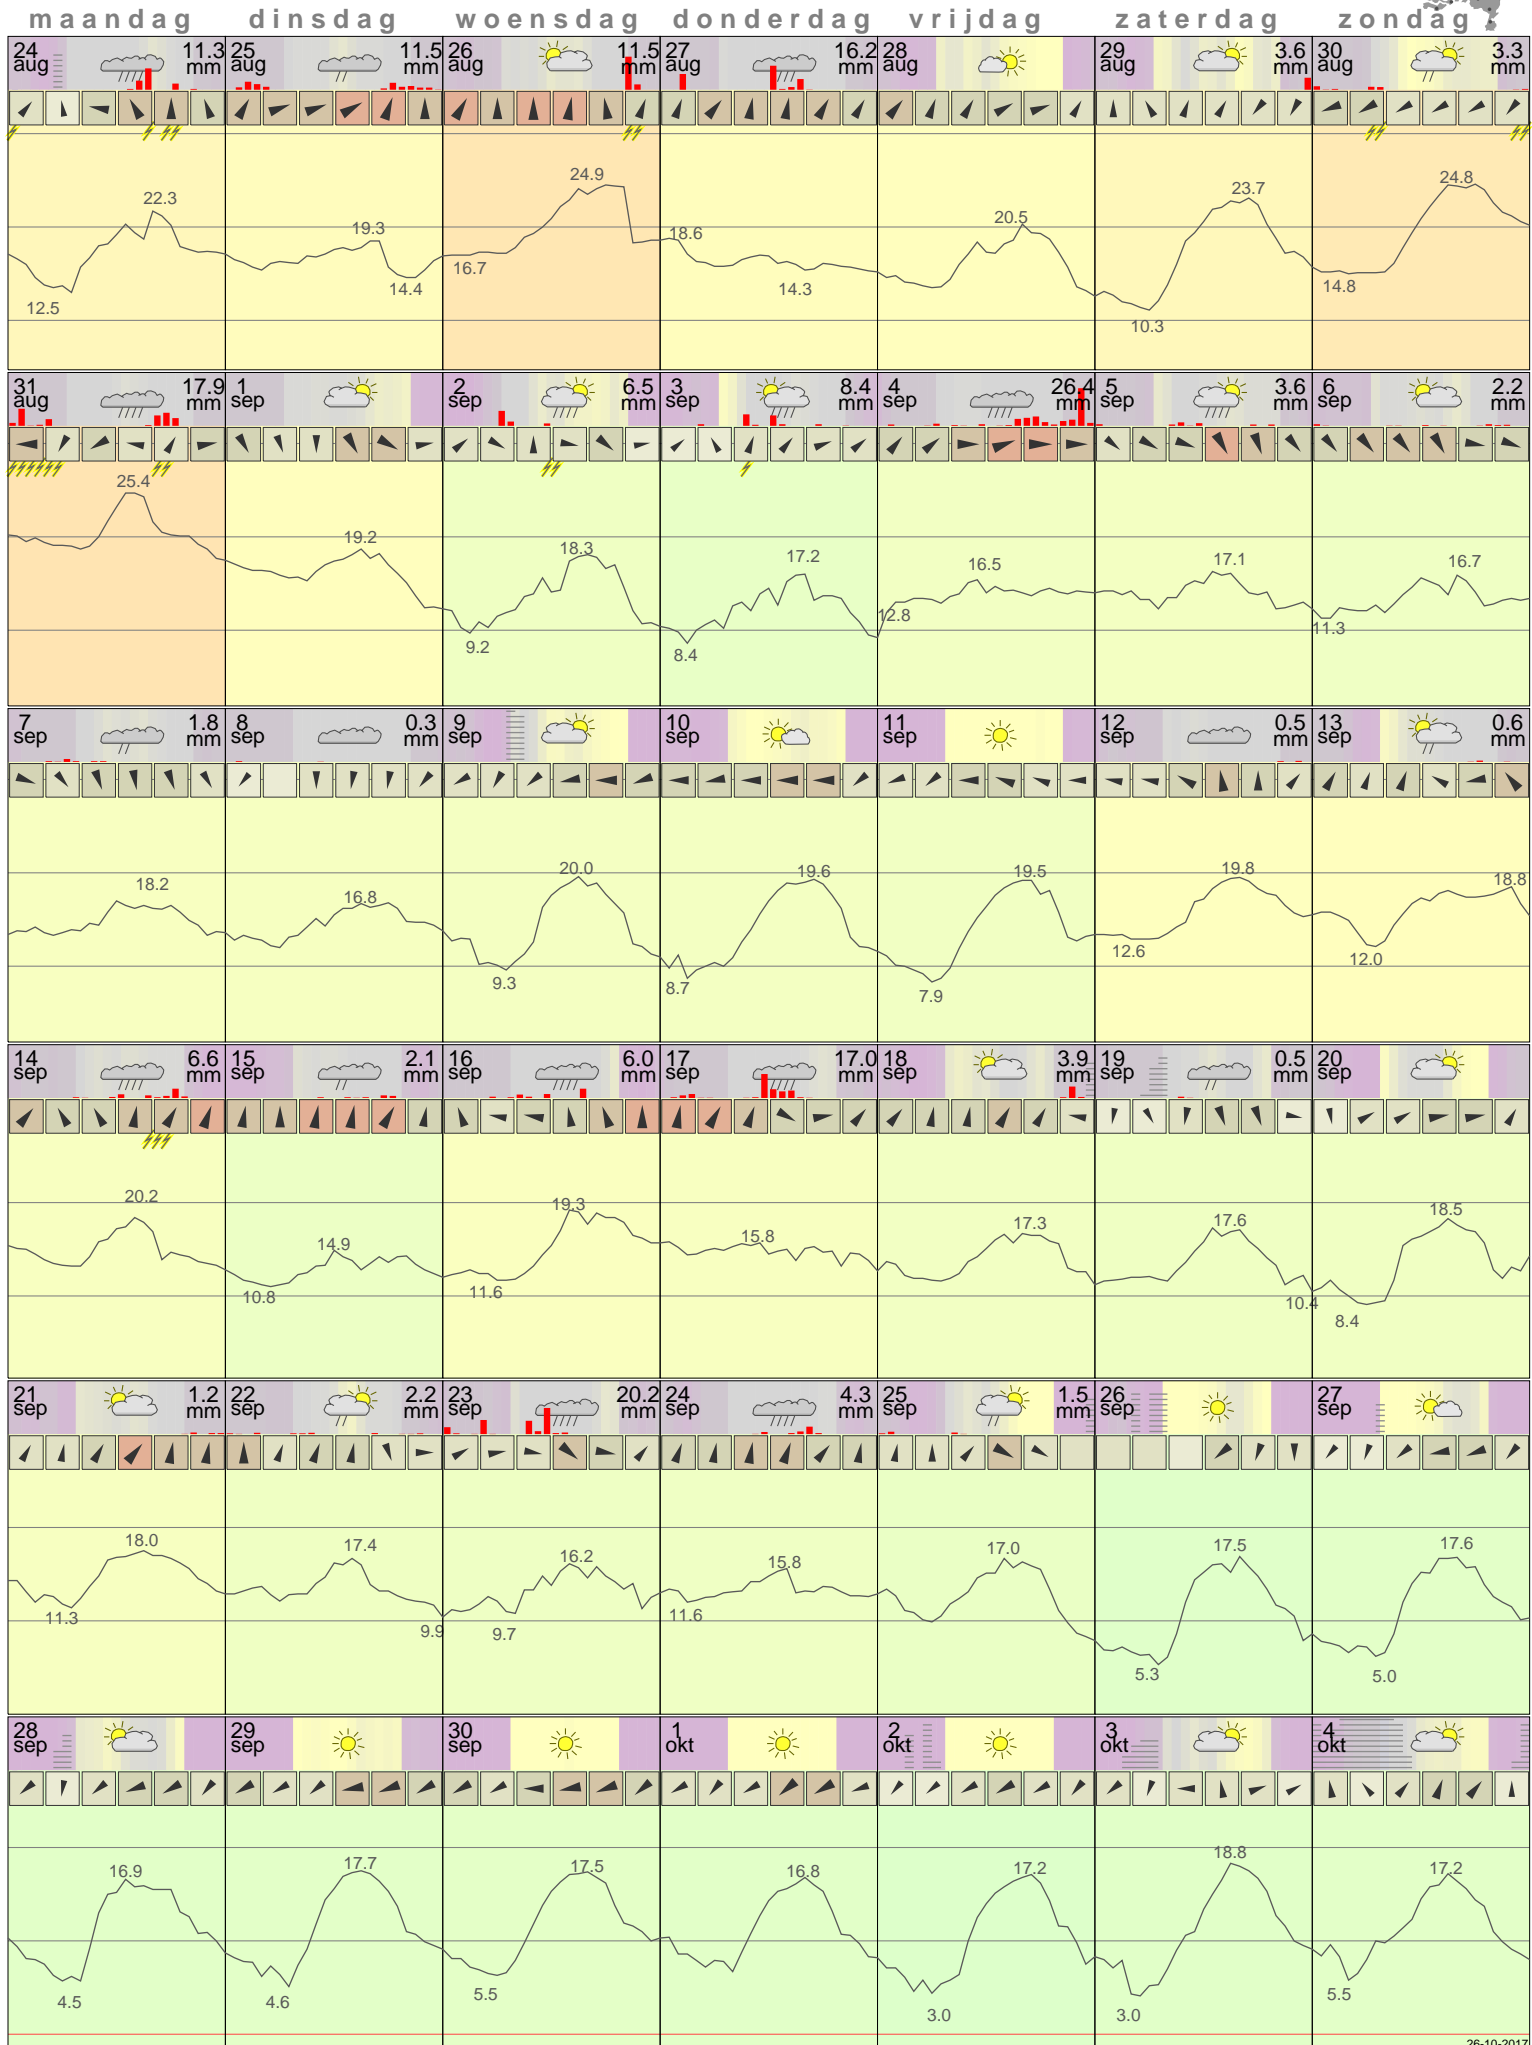 maandag dinsdag woensdag donderdag vrijdag zaterdag zondag
24 aug 11.3 mm 25 aug 11.5 mm 26 aug 11.5 mm 27 aug 16.2 mm 28 aug 29 aug 3.6 mm 30 aug 3.3 mm
22.3 12.5 19.3 14.4 24.9 16.7 18.6 14.3 20.5 23.7 10.3 24.8 14.8
31 aug 17.9 mm 1 sep 2 sep 6.5 mm 3 sep 8.4 mm 4 sep 26.4 mm 5 sep 3.6 mm 6 sep 2.2 mm
25.4 19.2 18.3 9.2 17.2 8.4 12.8 16.5 17.1 11.3 16.7
7 sep 1.8 mm 8 sep 0.3 mm 9 sep 10 sep 11 sep 12 sep 0.5 mm 13 sep 0.6 mm
18.2 16.8 20.0 9.3 19.6 8.7 19.5 7.9 19.8 12.6 18.8 12.0
14 sep 6.6 mm 15 sep 2.1 mm 16 sep 6.0 mm 17 sep 17.0 18 sep 3.9 mm 19 sep 0.5 mm 20 sep
20.2 14.9 10.8 19.3 11.6 15.8 17.3 17.6 10.4 18.5 8.4
21 sep 1.2 mm 22 sep 2.2 mm 23 sep 20.2 mm 24 sep 4.3 mm 25 sep 1.5 mm 26 sep 27 sep
18.0 11.3 17.4 9.9 16.2 9.7 15.8 11.6 17.0 17.5 5.3 17.6 5.0
28 sep 29 sep 30 sep 1 okt 2 okt 3 okt 4 okt
16.9 4.5 17.7 4.6 17.5 5.5 16.8 17.2 3.0 18.8 3.0 17.2 5.5
26-10-2017